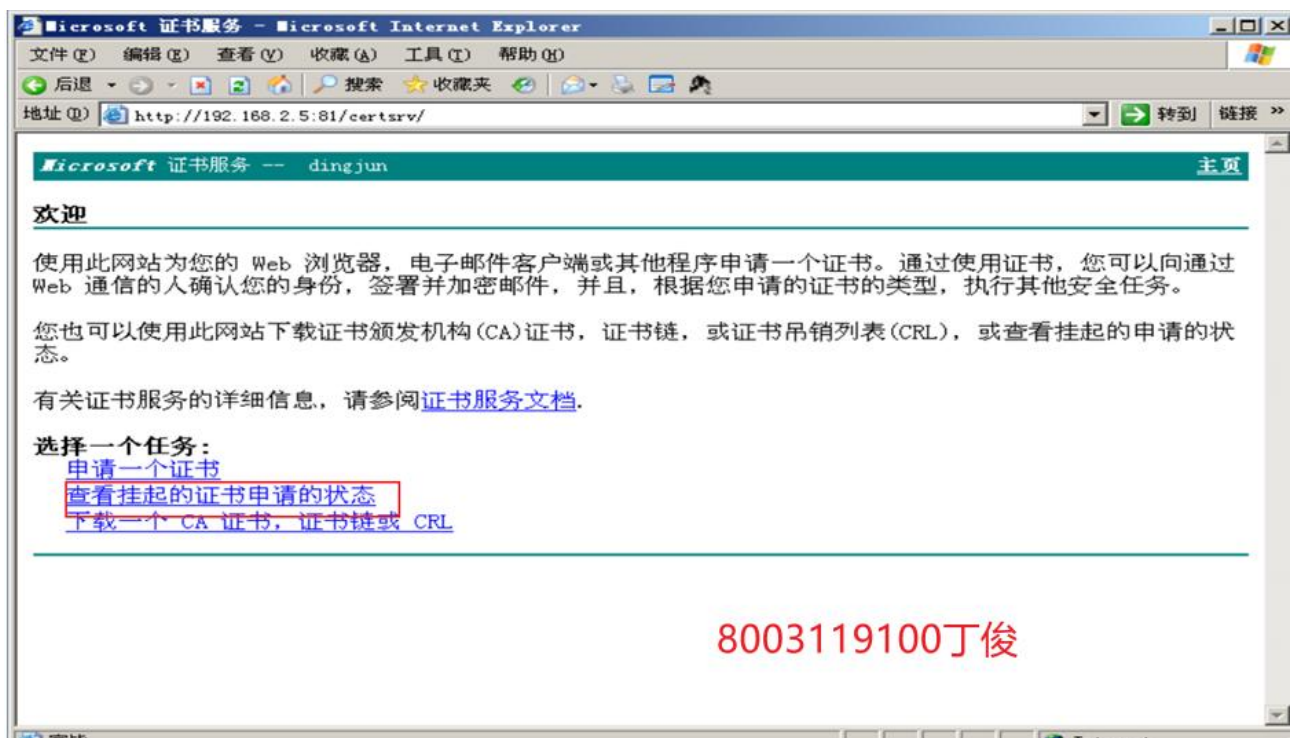 Microsoft 证书服务 - Microsoft Internet Explorer
文件(F) 编辑(E) 查看(V) 收藏(A) 工具(T) 帮助(H)
后退 搜索 收藏夹
地址(D) http://192.168.2.5:81/certsrv/ 转到 链接 »
Microsoft 证书服务 -- dingjun 主页
欢迎
使用此网站为您的 Web 浏览器，电子邮件客户端或其他程序申请一个证书。通过使用证书，您可以向通过
Web 通信的人确认您的身份，签署并加密邮件，并且，根据您申请的证书的类型，执行其他安全任务。
您也可以使用此网站下载证书颁发机构(CA)证书，证书链，或证书吊销列表(CRL)，或查看挂起的申请的状
态。
有关证书服务的详细信息，请参阅证书服务文档.
选择一个任务:
申请一个证书
查看挂起的证书申请的状态
下载一个 CA 证书，证书链或 CRL
8003119100丁俊